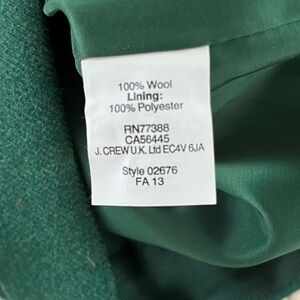 100% Wool
Lining:
100% Polyester
RN77388
CA56445
J. CREW U.K. Ltd EC4V 6JA
Style 02676
FA 13